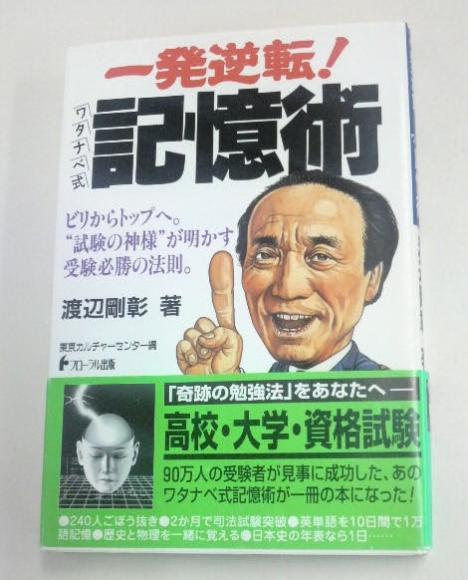 一発逆転!
ワタナベ式
記憶術
ビリからトップへ。
“試験の神様”が明かす
受験必勝の法則。
渡辺剛彰 著
東京カルチャーセンター編
フローラル出版
「奇跡の勉強法」をあなたへ──
高校・大学・資格試験
90万人の受験者が見事に成功した、あの
ワタナベ式記憶術が一冊の本になった!
●240人ごぼう抜き●2か月で司法試験突破●英単語を10日間で1万
語記憶●歴史と物理を一緒に覚える●日本史の年表なら1日……